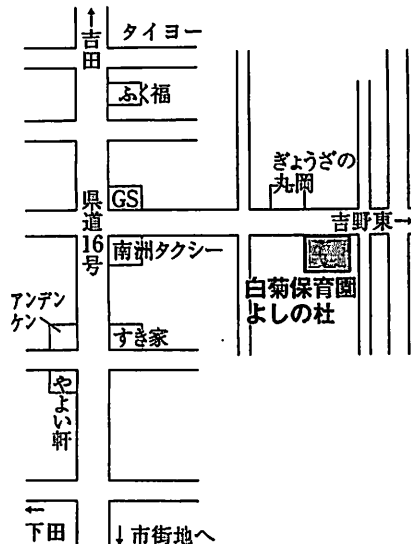 ↑
吉田
タイヨー
ふく福
GS
県道16号
ぎょうざの
丸岡
吉野東→
南洲タクシー
白菊保育園
よしの杜
アンデン
ケン
すき家
やよい軒
←
下田
↓市街地へ